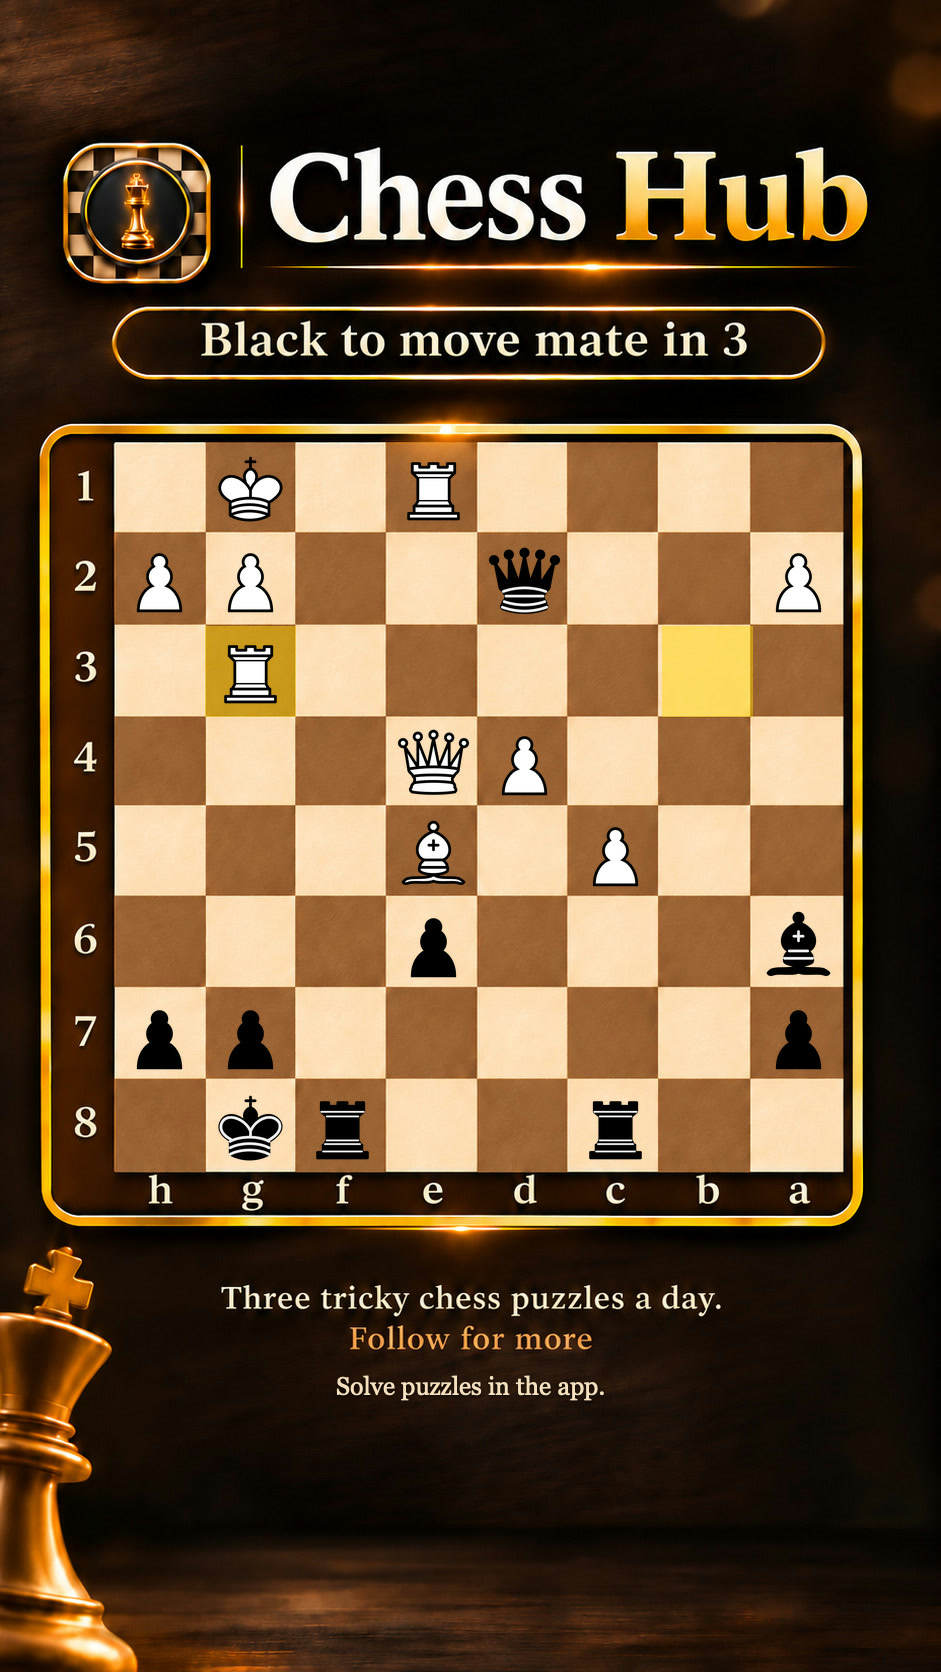 Chess Hub
Black to move mate in 3
1
2
3
4
5
6
7
8
h g f e d c b a
Three tricky chess puzzles a day.
Follow for more
Solve puzzles in the app.